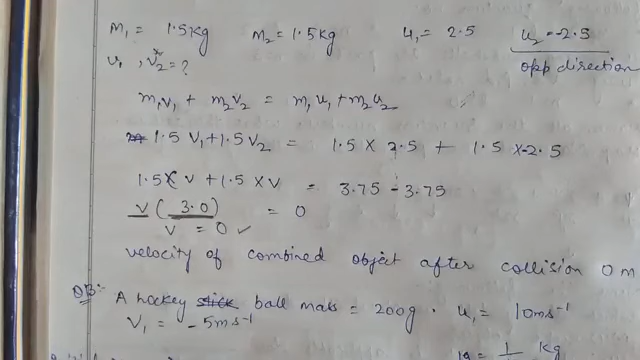 m₁ = 1.5kg m₂ = 1.5kg u₁ = 2.5 u₂ = -2.5
v₁, v₂ = ? opp direction
m₁v₁ + m₂v₂ = m₁u₁ + m₂u₂
1.5 v₁ + 1.5 v₂ = 1.5 × 2.5 + 1.5 × -2.5
1.5 × v + 1.5 × v = 3.75 - 3.75
v ( 3.0 ) = 0
v = 0 ✓
velocity of combined object after collision 0 m
Q3:- A hockey ball mass = 200g. u₁ = 10ms⁻¹
V₁ = -5ms⁻¹
1 kg